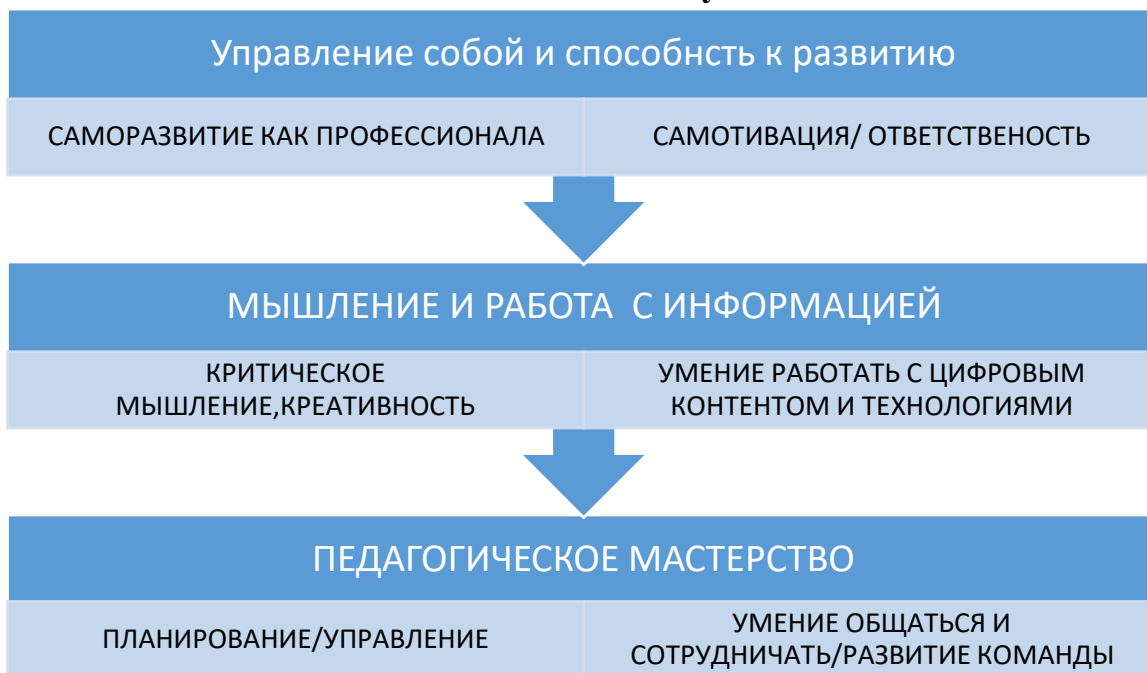 Управление собой и способнсть к развитию
САМОРАЗВИТИЕ КАК ПРОФЕССИОНАЛА
САМОТИВАЦИЯ/ ОТВЕТСТВЕНОСТЬ
МЫШЛЕНИЕ И РАБОТА С ИНФОРМАЦИЕЙ
КРИТИЧЕСКОЕ
МЫШЛЕНИЕ,КРЕАТИВНОСТЬ
УМЕНИЕ РАБОТАТЬ С ЦИФРОВЫМ
КОНТЕНТОМ И ТЕХНОЛОГИЯМИ
ПЕДАГОГИЧЕСКОЕ МАСТЕРСТВО
ПЛАНИРОВАНИЕ/УПРАВЛЕНИЕ
УМЕНИЕ ОБЩАТЬСЯ И
СОТРУДНИЧАТЬ/РАЗВИТИЕ КОМАНДЫ